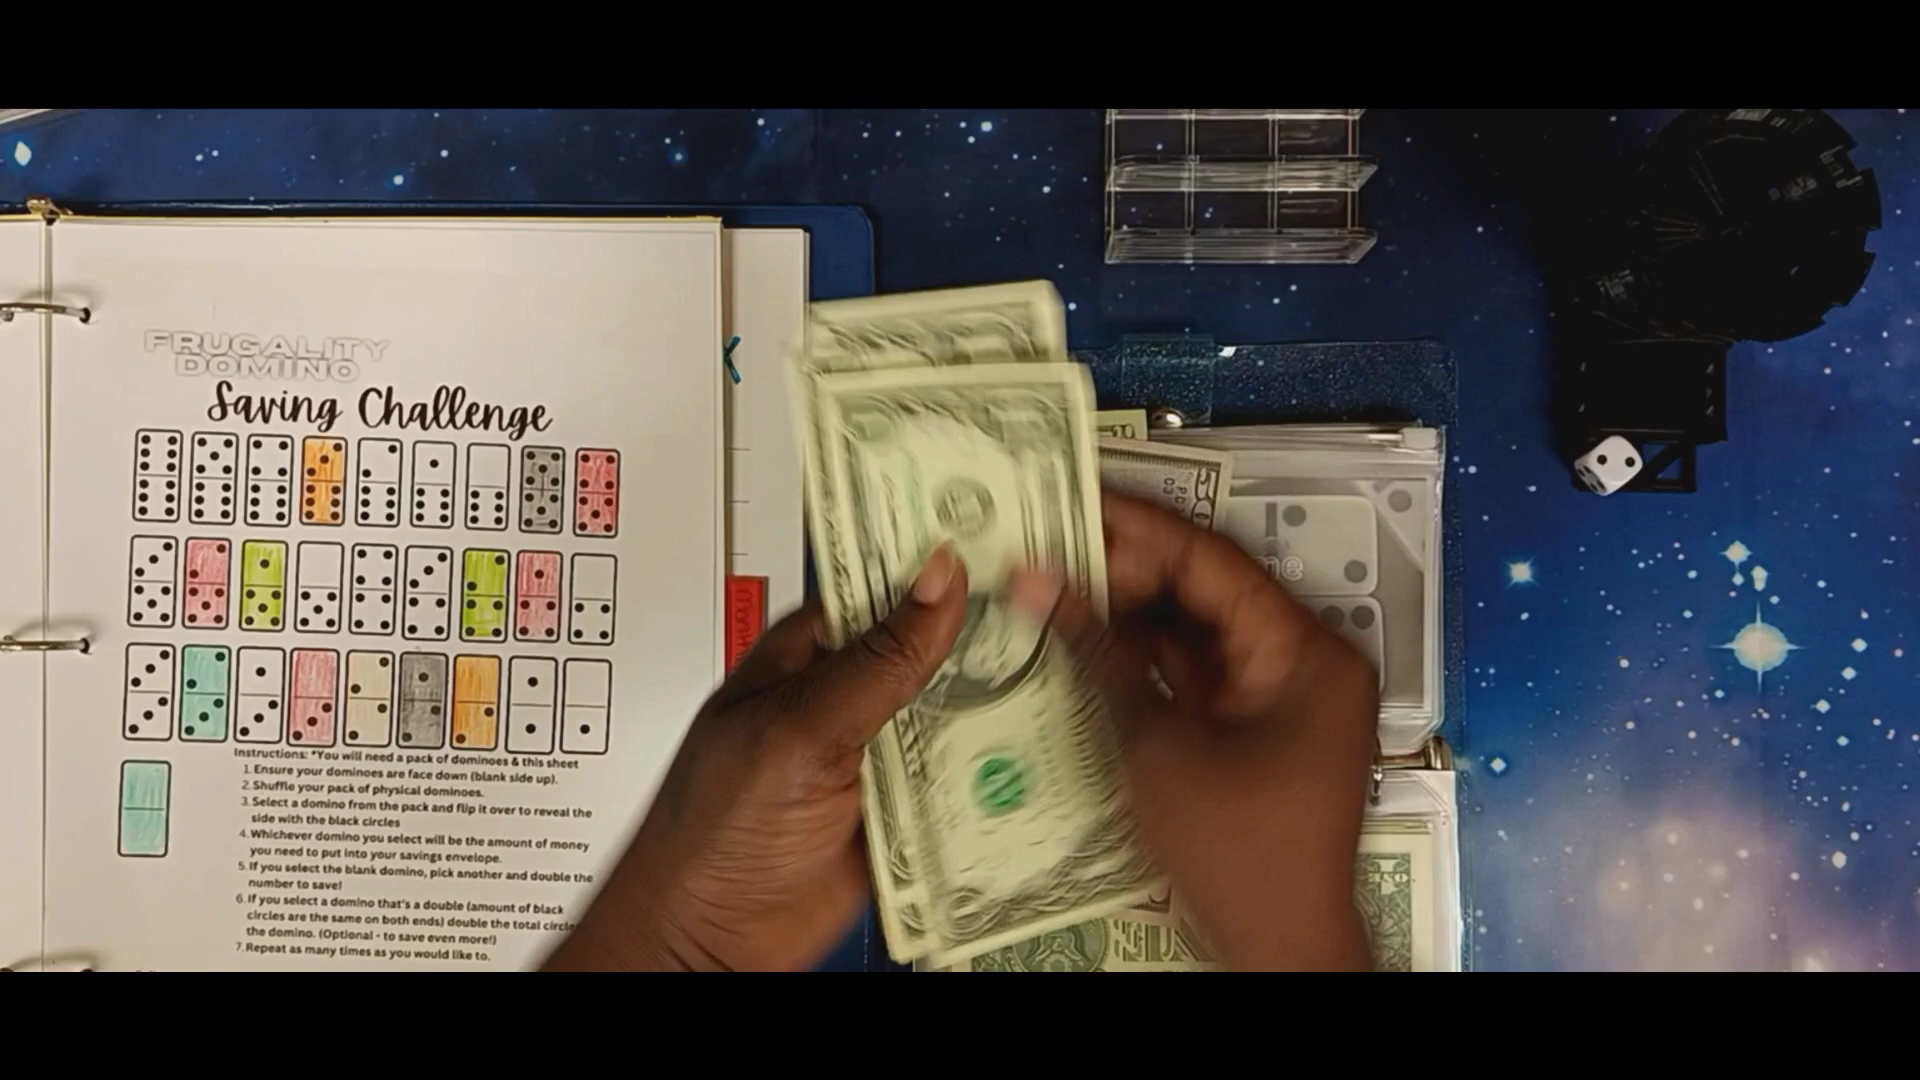 FRUGALITY
DOMINO
Saving Challenge
Instructions: *You will need a pack of dominoes & this sheet
1. Ensure your dominoes are face down (blank side up).
2. Shuffle your pack of physical dominoes.
3. Select a domino from the pack and flip it over to reveal the
side with the black circles
4. Whichever domino you select will be the amount of money
you need to put into your savings envelope.
5. If you select the blank domino, pick another and double the
number to save!
6. If you select a domino that's a double (amount of black
circles are the same on both ends) double the total circle
the domino. (Optional - to save even more!)
7. Repeat as many times as you would like to.
50
me